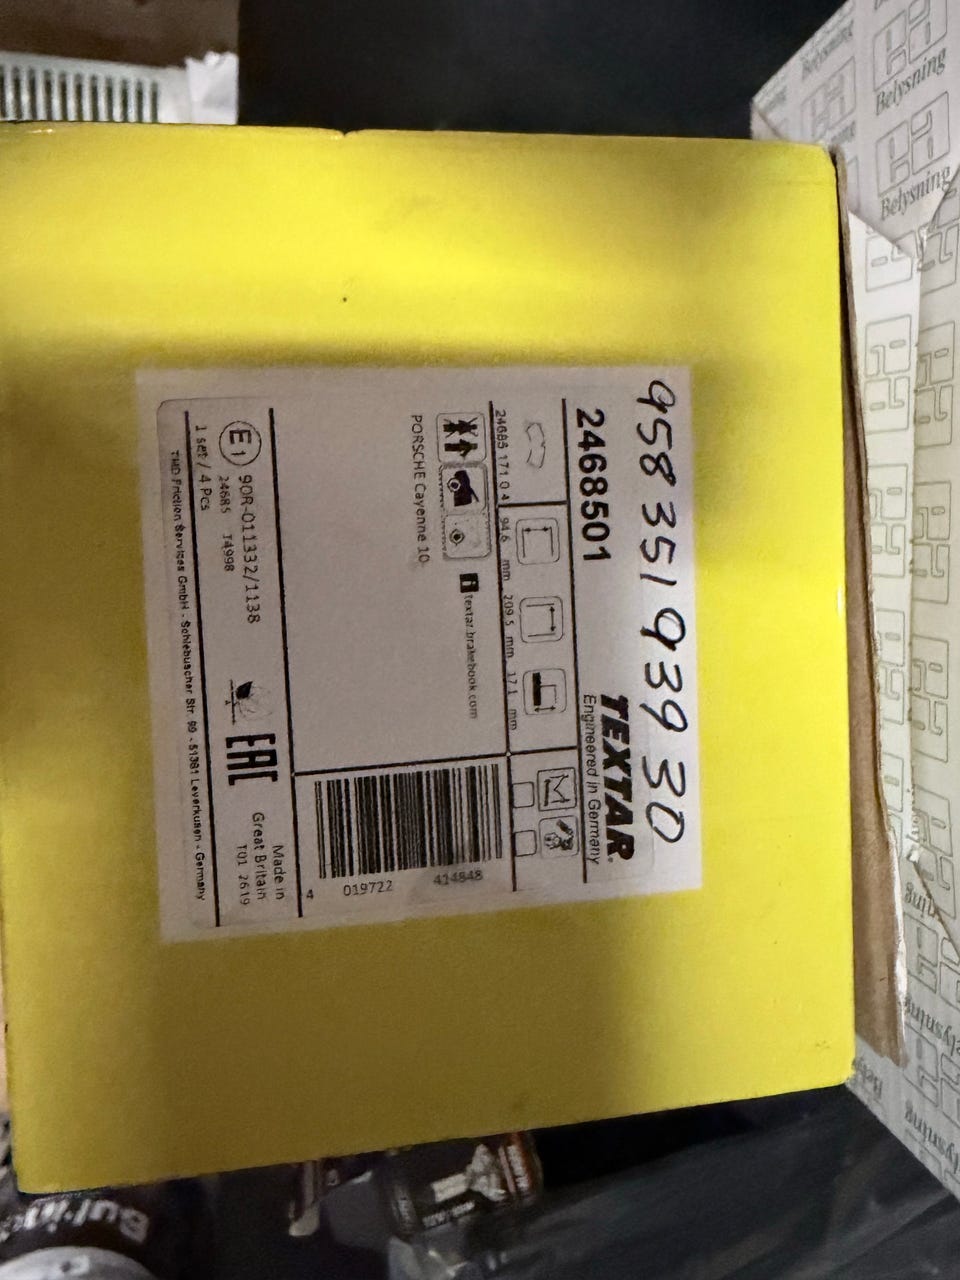 958 351 939 30
2468501
TEXTAR®
Engineered in Germany
24685 171 0 4 94.6 mm 209.5 mm 17.1 mm
i textar.brakebook.com
PORSCHE Cayenne 10-
4 019722 414848
Made in
Great Britain
T01 2619
E1 90R-011332/1138
24685 T4998
EAC
1 set / 4 Pcs
TMD Friction Services GmbH - Schlebuscher Str. 99 - 51381 Leverkusen - Germany
Belysning
Belysning
Belysning